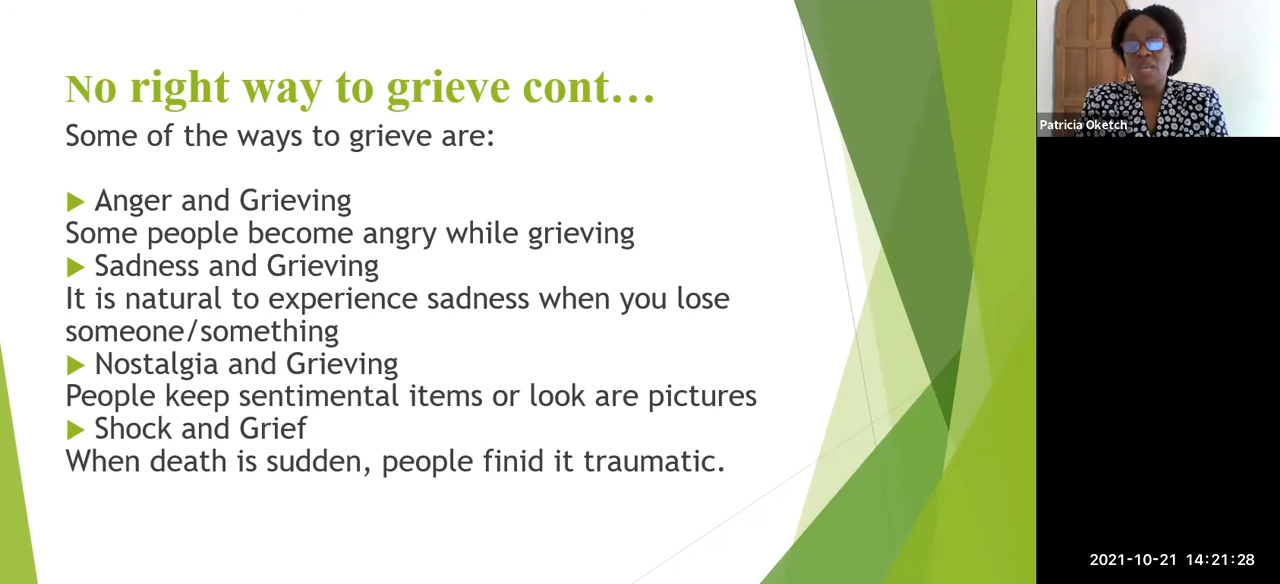 No right way to grieve cont…
Some of the ways to grieve are:
Anger and Grieving
Some people become angry while grieving
Sadness and Grieving
It is natural to experience sadness when you lose
someone/something
Nostalgia and Grieving
People keep sentimental items or look are pictures
Shock and Grief
When death is sudden, people finid it traumatic.
Patricia Oketch
2021-10-21 14:21:28